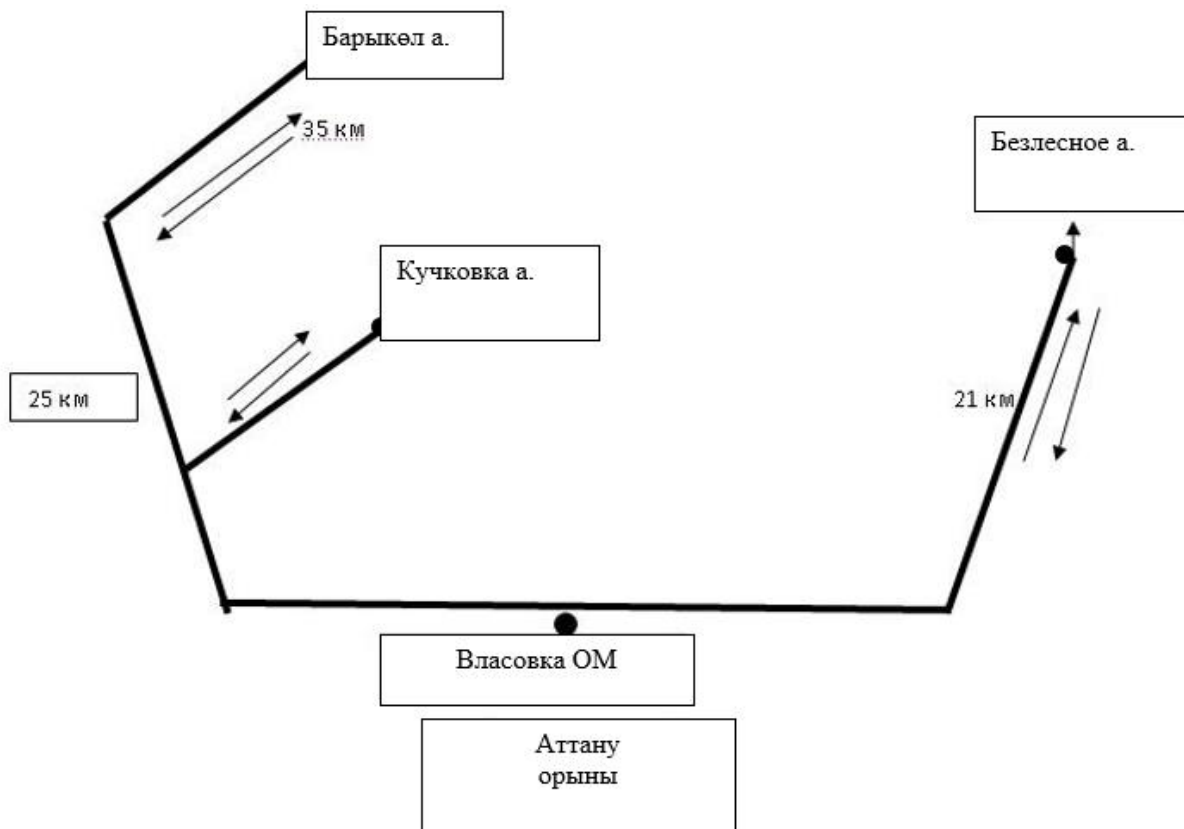 Барыкөл а.
35 км
Безлесное а.
Кучковка а.
25 км
21 км
Власовка ОМ
Аттану
орыны